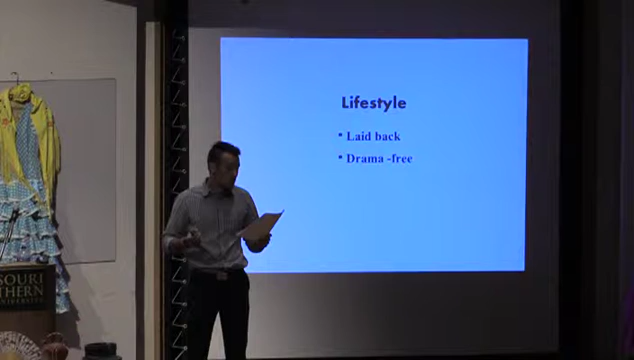 Lifestyle
▪ Laid back
▪ Drama -free
SOURI
THERN
UNIVERSITY